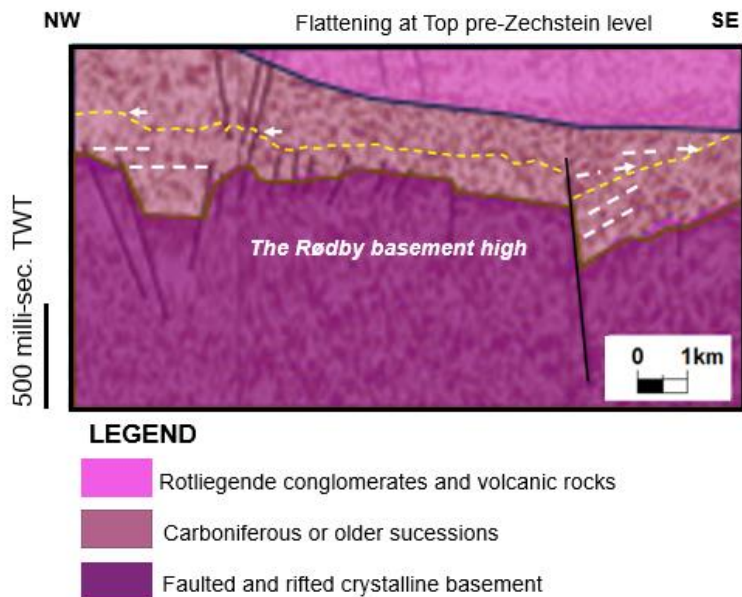 NW Flattening at Top pre-Zechstein level SE
The Rødby basement high
500 milli-sec. TWT
0 1km
LEGEND
Rotliegende conglomerates and volcanic rocks
Carboniferous or older sucessions
Faulted and rifted crystalline basement